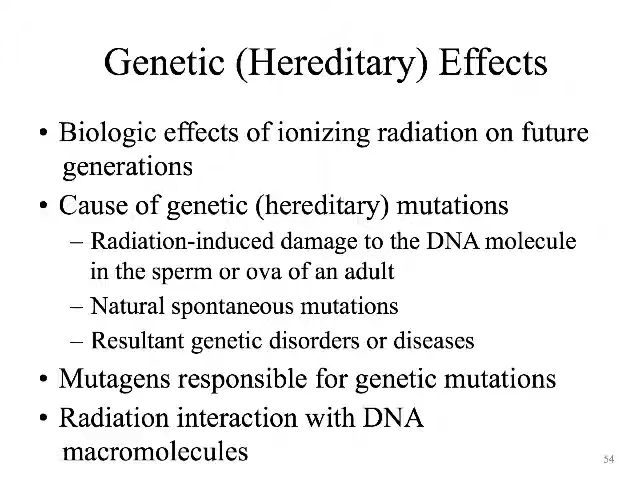 Genetic (Hereditary) Effects
• Biologic effects of ionizing radiation on future
generations
• Cause of genetic (hereditary) mutations
– Radiation-induced damage to the DNA molecule
in the sperm or ova of an adult
– Natural spontaneous mutations
– Resultant genetic disorders or diseases
• Mutagens responsible for genetic mutations
• Radiation interaction with DNA
macromolecules
54